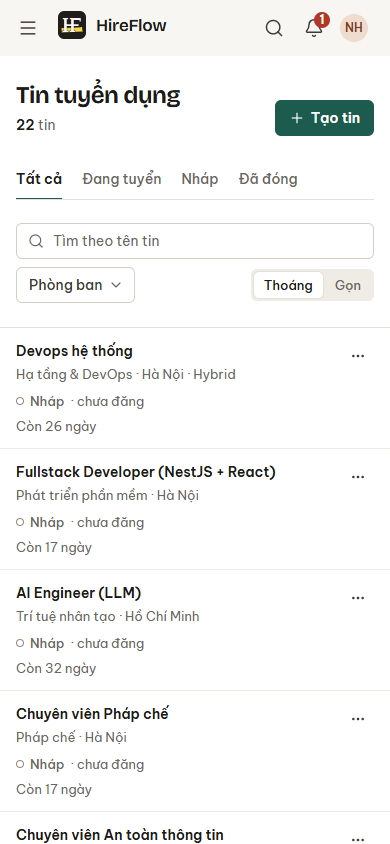 HF HireFlow 1 NH
Tin tuyển dụng
22 tin
+ Tạo tin
Tất cả Đang tuyển Nháp Đã đóng
Tìm theo tên tin
Phòng ban Thoáng Gọn
Devops hệ thống
Hạ tầng & DevOps · Hà Nội · Hybrid
Nháp · chưa đăng
Còn 26 ngày
Fullstack Developer (NestJS + React)
Phát triển phần mềm · Hà Nội
Nháp · chưa đăng
Còn 17 ngày
AI Engineer (LLM)
Trí tuệ nhân tạo · Hồ Chí Minh
Nháp · chưa đăng
Còn 32 ngày
Chuyên viên Pháp chế
Pháp chế · Hà Nội
Nháp · chưa đăng
Còn 17 ngày
Chuyên viên An toàn thông tin